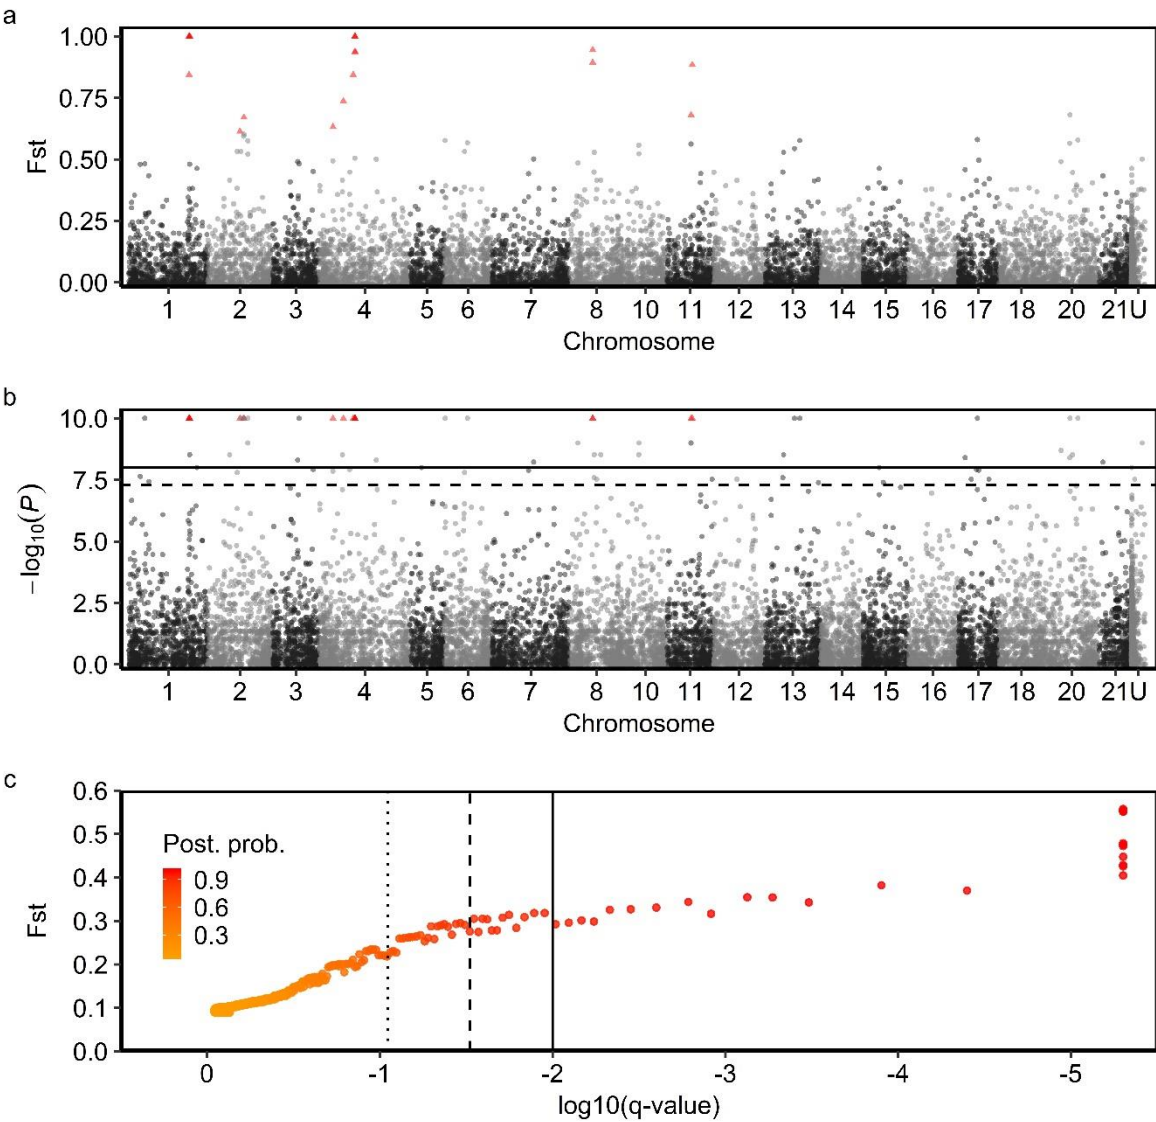 a
1.00
0.75
0.50
0.25
0.00
Fst
1 2 3 4 5 6 7 8 10 11 12 13 14 15 16 17 18 20 21U
Chromosome
b
10.0
7.5
5.0
2.5
0.0
−log₁₀(P)
1 2 3 4 5 6 7 8 10 11 12 13 14 15 16 17 18 20 21U
Chromosome
c
0.6
0.5
0.4
0.3
0.2
0.1
0.0
Fst
Post. prob.
0.9
0.6
0.3
0 -1 -2 -3 -4 -5
log10(q-value)